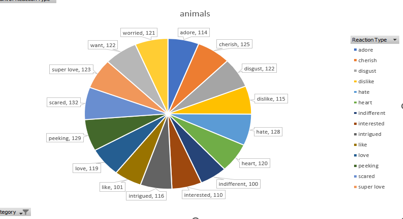 animals
worried, 121
adore, 114
want, 122
cherish, 125
super love, 123
disgust, 122
scared, 132
dislike, 115
peeking, 129
hate, 128
love, 119
heart, 120
like, 101
indifferent, 100
intrigued, 116
interested, 110
Reaction Type
adore
cherish
disgust
dislike
hate
heart
indifferent
interested
intrigued
like
love
peeking
scared
super love
tegory